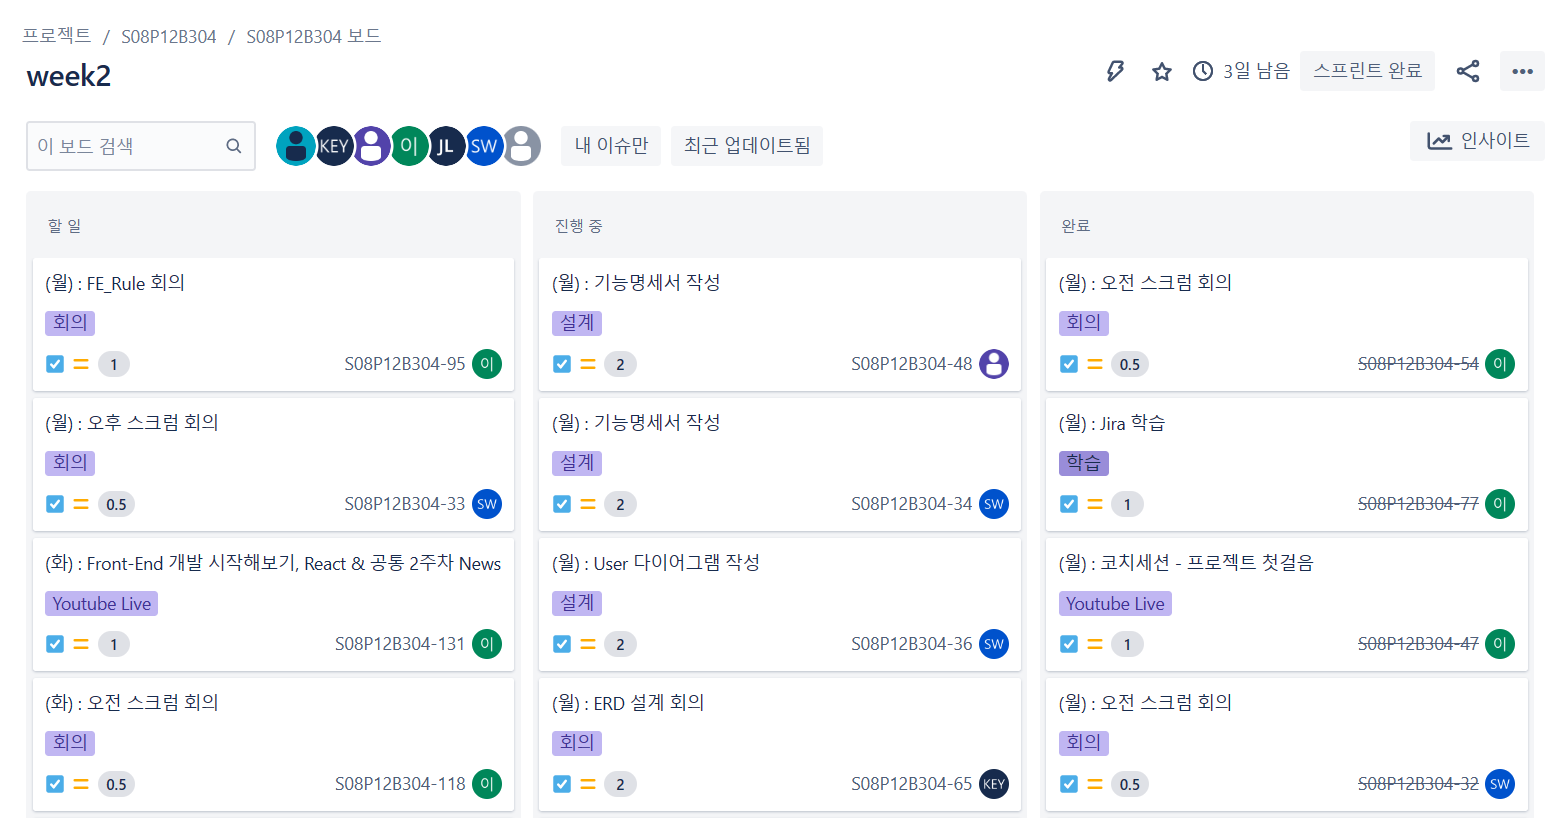 프로젝트 / S08P12B304 / S08P12B304 보드
week2
3일 남음
스프린트 완료
이 보드 검색
KEY
이
JL
SW
내 이슈만
최근 업데이트됨
인사이트
할 일
(월) : FE_Rule 회의
회의
1 S08P12B304-95 이
(월) : 오후 스크럼 회의
회의
0.5 S08P12B304-33 SW
(화) : Front-End 개발 시작해보기, React & 공통 2주차 News
Youtube Live
1 S08P12B304-131 이
(화) : 오전 스크럼 회의
회의
0.5 S08P12B304-118 이
진행 중
(월) : 기능명세서 작성
설계
2 S08P12B304-48
(월) : 기능명세서 작성
설계
2 S08P12B304-34 SW
(월) : User 다이어그램 작성
설계
2 S08P12B304-36 SW
(월) : ERD 설계 회의
회의
2 S08P12B304-65 KEY
완료
(월) : 오전 스크럼 회의
회의
0.5 S08P12B304-54 이
(월) : Jira 학습
학습
1 S08P12B304-77 이
(월) : 코치세션 - 프로젝트 첫걸음
Youtube Live
1 S08P12B304-47 이
(월) : 오전 스크럼 회의
회의
0.5 S08P12B304-32 SW